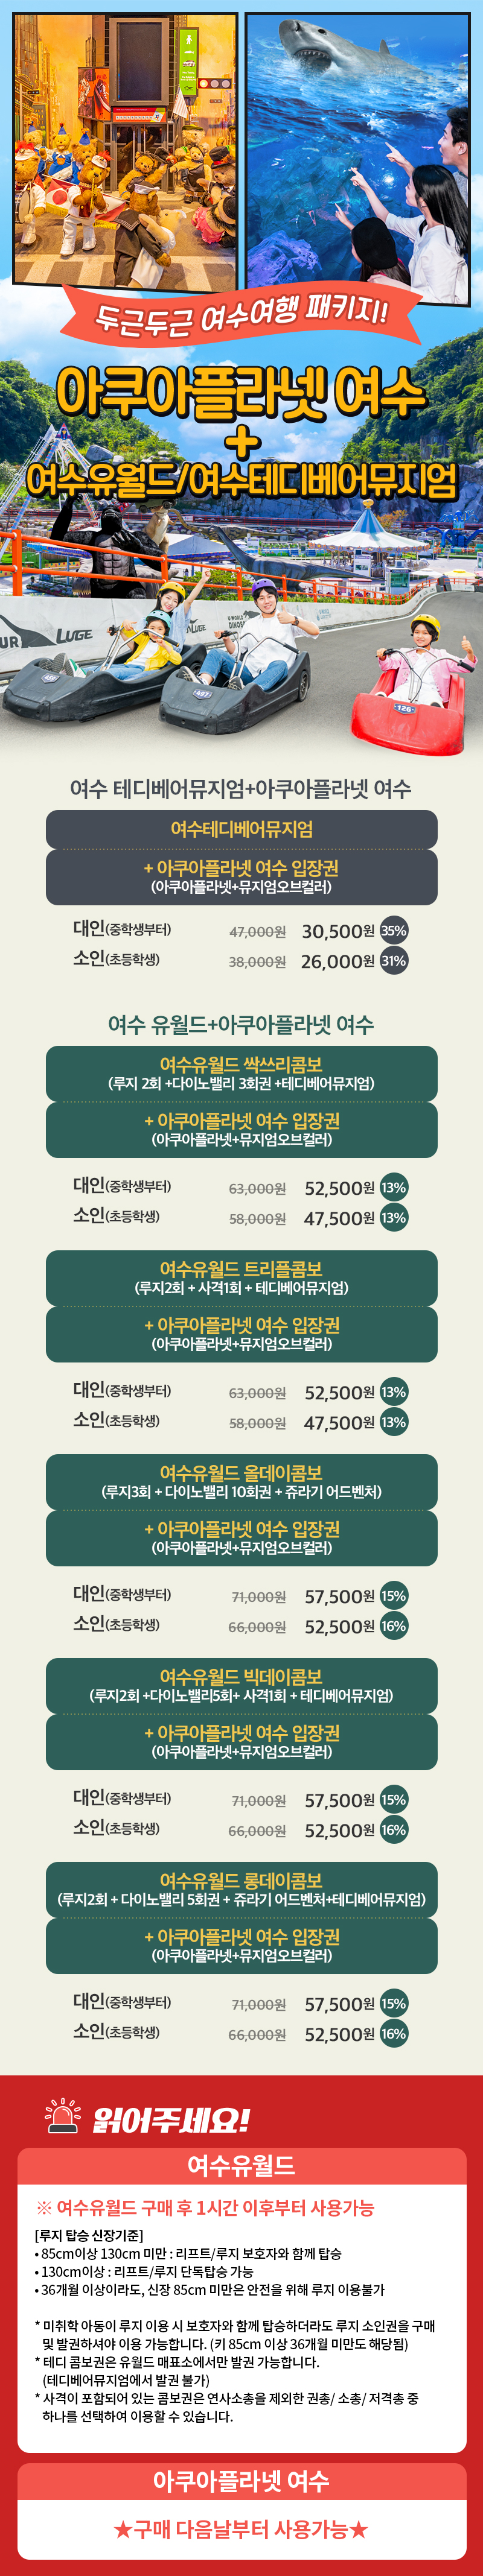 두근두근 여수여행 패키지!
아쿠아플라넷 여수
+
여수유월드/여수테디베어뮤지엄
LUGE
여수 테디베어뮤지엄+아쿠아플라넷 여수
여수테디베어뮤지엄
+ 아쿠아플라넷 여수 입장권
(아쿠아플라넷+뮤지엄오브컬러)
대인(중학생부터) 47,000원 30,500원 35%
소인(초등학생) 38,000원 26,000원 31%
여수 유월드+아쿠아플라넷 여수
여수유월드 싹쓰리콤보
(루지 2회 +다이노밸리 3회권 +테디베어뮤지엄)
+ 아쿠아플라넷 여수 입장권
(아쿠아플라넷+뮤지엄오브컬러)
대인(중학생부터) 63,000원 52,500원 13%
소인(초등학생) 58,000원 47,500원 13%
여수유월드 트리플콤보
(루지2회 + 사격1회 + 테디베어뮤지엄)
+ 아쿠아플라넷 여수 입장권
(아쿠아플라넷+뮤지엄오브컬러)
대인(중학생부터) 63,000원 52,500원 13%
소인(초등학생) 58,000원 47,500원 13%
여수유월드 올데이콤보
(루지3회 + 다이노밸리 10회권 + 쥬라기 어드벤처)
+ 아쿠아플라넷 여수 입장권
(아쿠아플라넷+뮤지엄오브컬러)
대인(중학생부터) 71,000원 57,500원 15%
소인(초등학생) 66,000원 52,500원 16%
여수유월드 빅데이콤보
(루지2회 +다이노밸리5회+ 사격1회 + 테디베어뮤지엄)
+ 아쿠아플라넷 여수 입장권
(아쿠아플라넷+뮤지엄오브컬러)
대인(중학생부터) 71,000원 57,500원 15%
소인(초등학생) 66,000원 52,500원 16%
여수유월드 롱데이콤보
(루지2회 + 다이노밸리 5회권 + 쥬라기 어드벤처+테디베어뮤지엄)
+ 아쿠아플라넷 여수 입장권
(아쿠아플라넷+뮤지엄오브컬러)
대인(중학생부터) 71,000원 57,500원 15%
소인(초등학생) 66,000원 52,500원 16%
읽어주세요!
여수유월드
※ 여수유월드 구매 후 1시간 이후부터 사용가능
[루지 탑승 신장기준]
• 85cm이상 130cm 미만 : 리프트/루지 보호자와 함께 탑승
• 130cm이상 : 리프트/루지 단독탑승 가능
• 36개월 이상이라도, 신장 85cm 미만은 안전을 위해 루지 이용불가
* 미취학 아동이 루지 이용 시 보호자와 함께 탑승하더라도 루지 소인권을 구매
및 발권하셔야 이용 가능합니다. (키 85cm 이상 36개월 미만도 해당됨)
* 테디 콤보권은 유월드 매표소에서만 발권 가능합니다.
(테디베어뮤지엄에서 발권 불가)
* 사격이 포함되어 있는 콤보권은 연사소총을 제외한 권총/ 소총/ 저격총 중
하나를 선택하여 이용할 수 있습니다.
아쿠아플라넷 여수
★구매 다음날부터 사용가능★